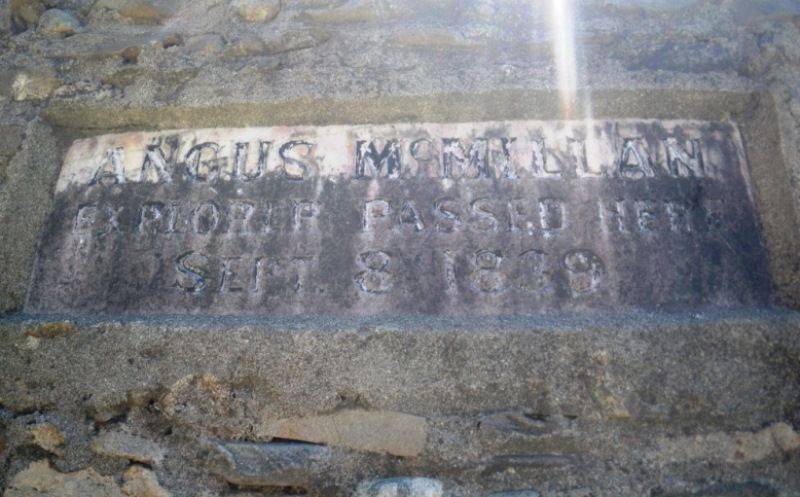 ANGUS McMILLAN
EXPLORER PASSED HERE
SEPT. 8 1839